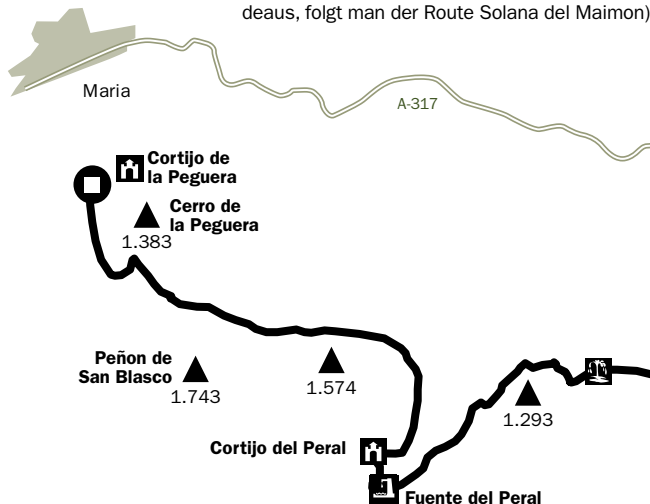 deaus, folgt man der Route Solana del Maimon)
Maria
A-317
Cortijo de
la Peguera
Cerro de
la Peguera
1.383
Peñon de
San Blasco
1.743
1.574
1.293
Cortijo del Peral
Fuente del Peral